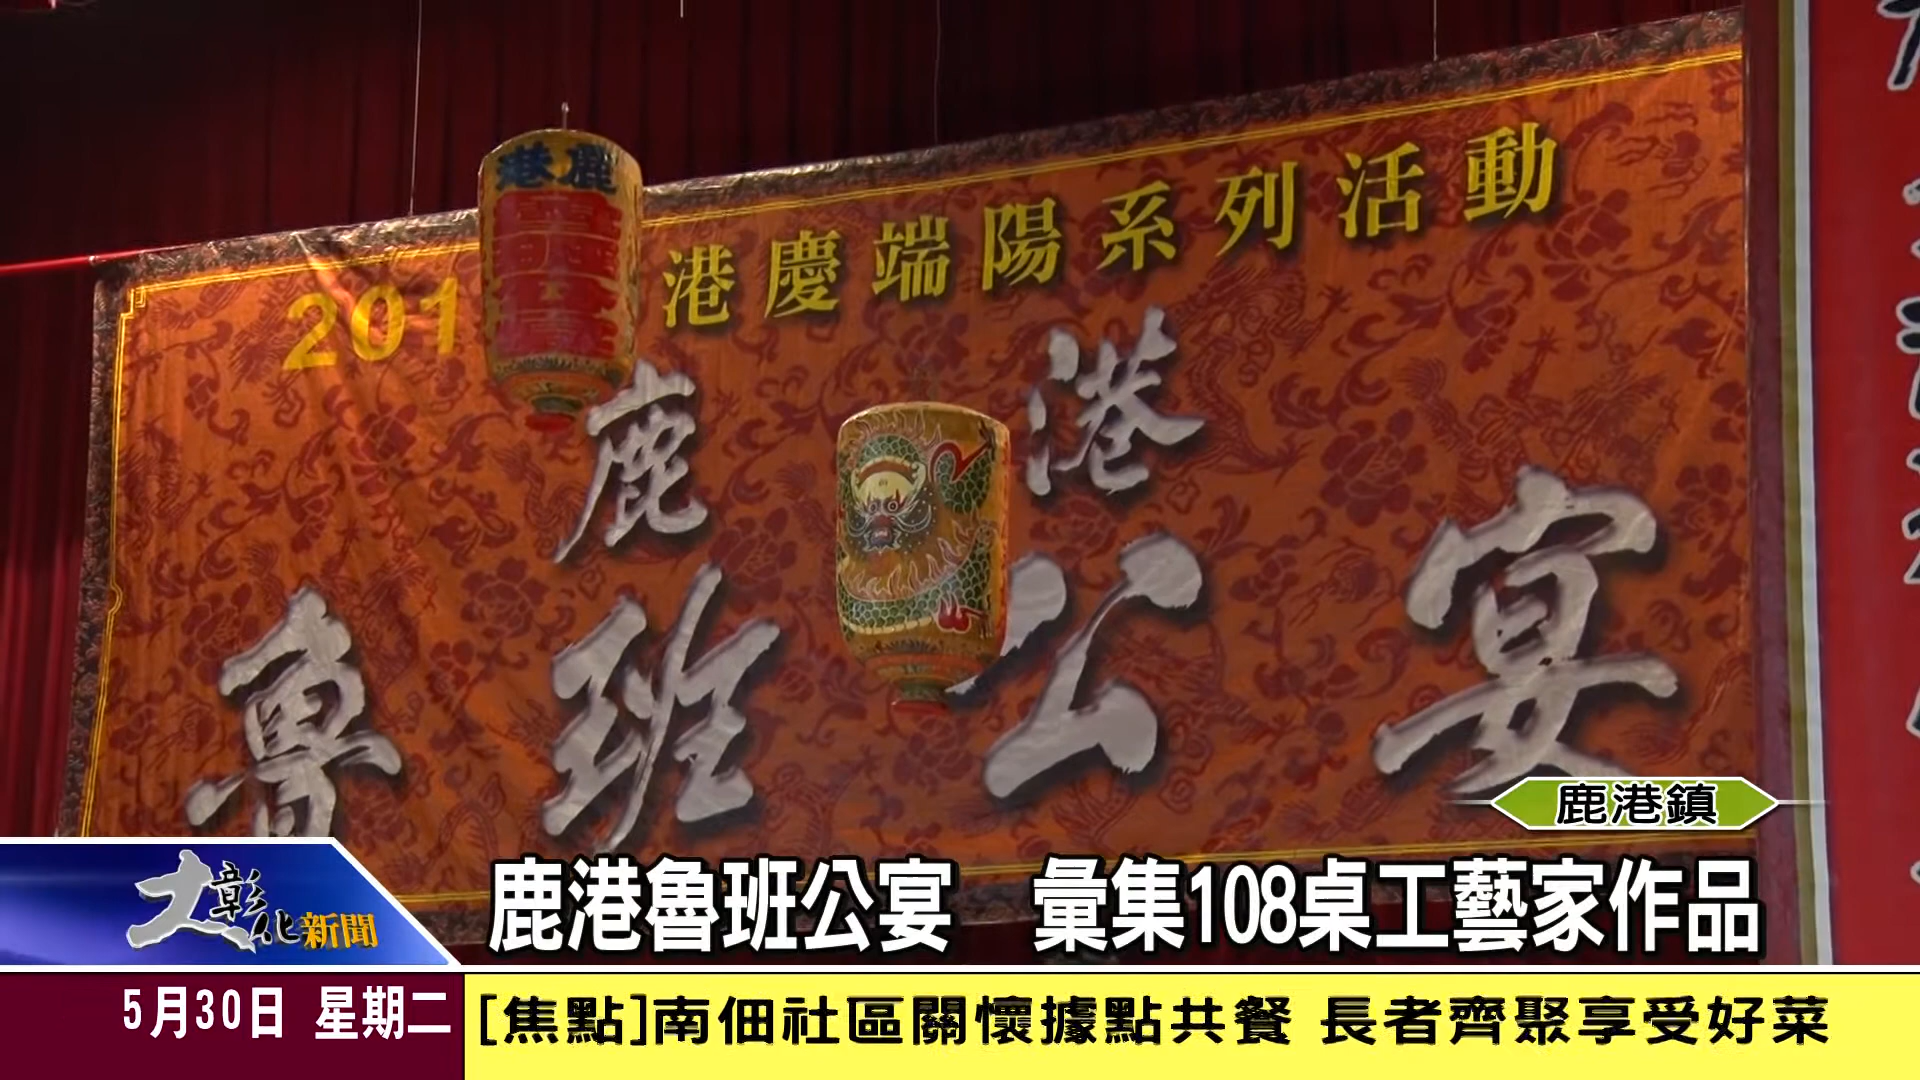 港慶端陽系列活動
201
鹿港
鹿港
魯班公宴
鹿港鎮
鹿港魯班公宴 彙集108桌工藝家作品
大彰化新聞
5月30日 星期二
[焦點]南佃社區關懷據點共餐 長者齊聚享受好菜